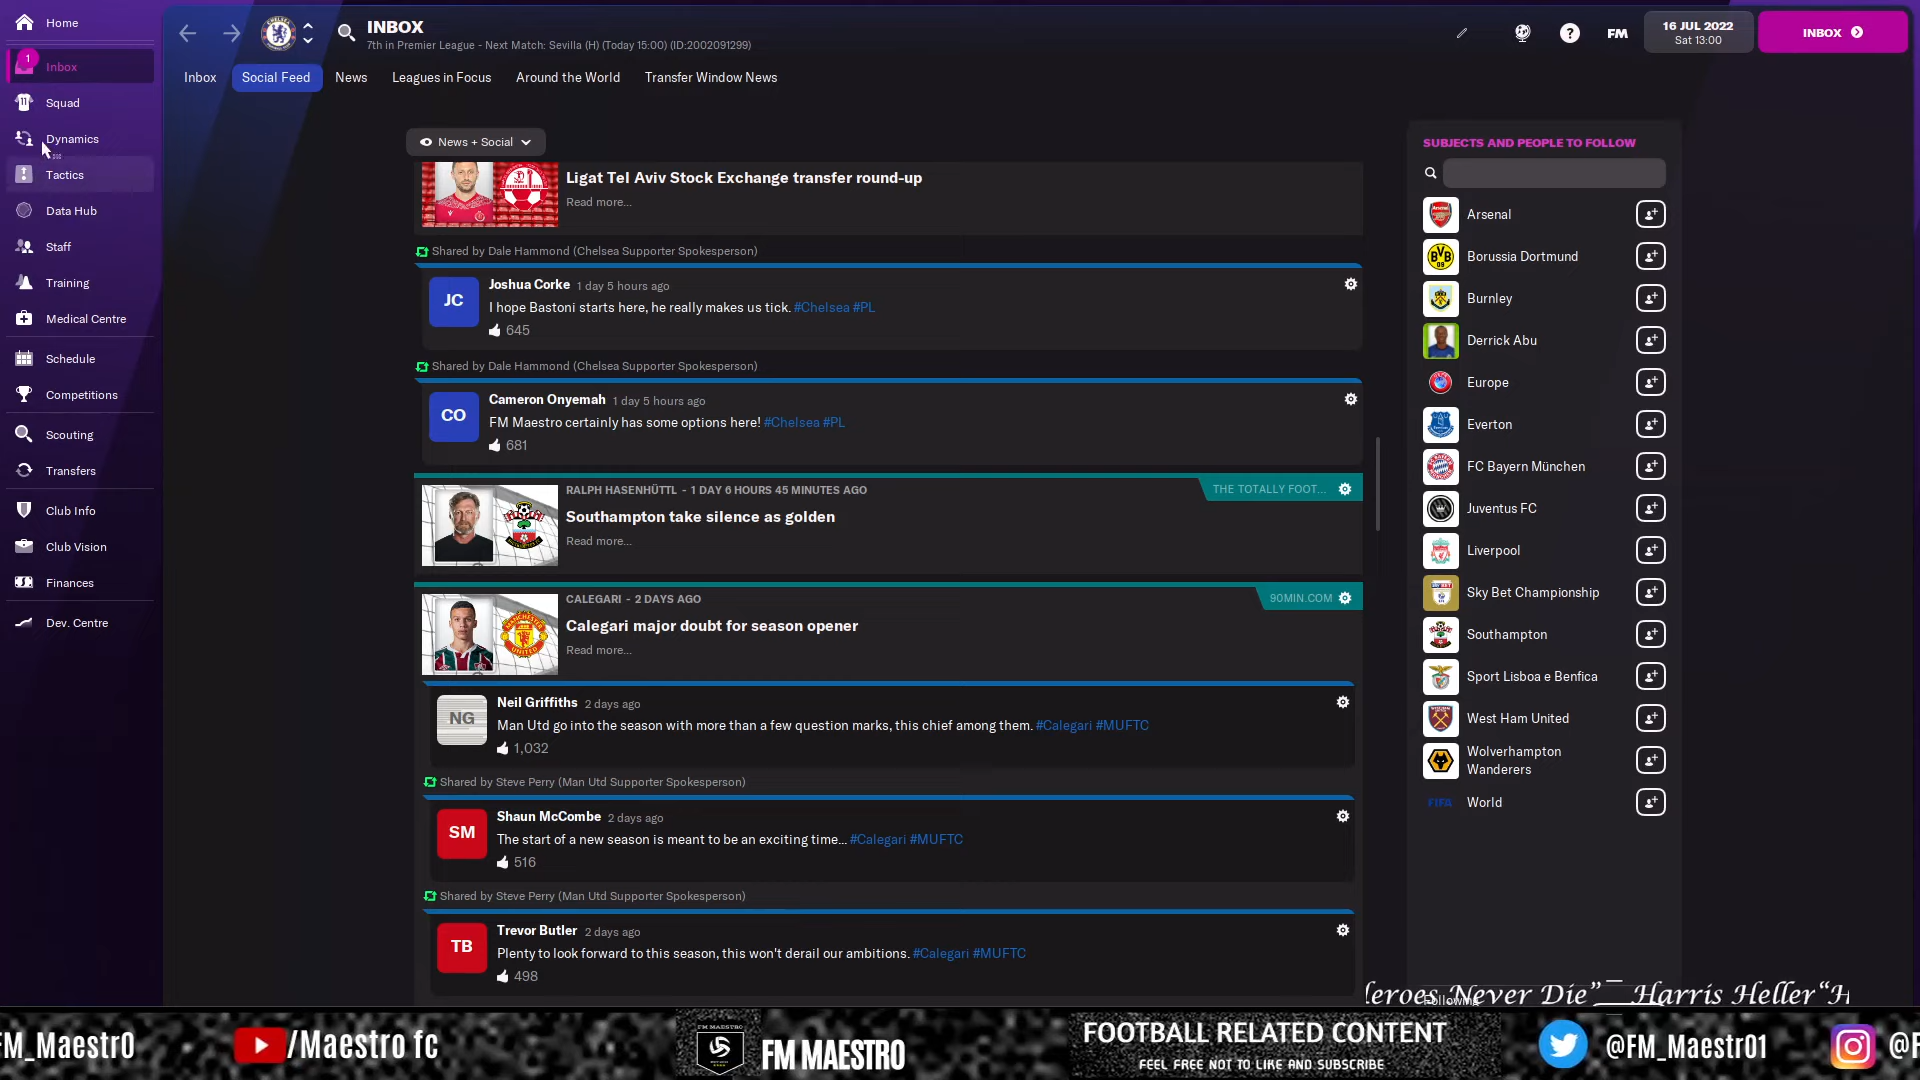 Home
1
Inbox
Squad
Dynamics
Tactics
Data Hub
Staff
Training
Medical Centre
Schedule
Competitions
Scouting
Transfers
Club Info
Club Vision
Finances
Dev. Centre
INBOX
7th in Premier League - Next Match: Sevilla (H) (Today 15:00) (ID:2002091299)
?
FM
16 JUL 2022
Sat 13:00
INBOX
Inbox
Social Feed
News
Leagues in Focus
Around the World
Transfer Window News
News + Social
Ligat Tel Aviv Stock Exchange transfer round-up
Read more...
Shared by Dale Hammond (Chelsea Supporter Spokesperson)
JC
Joshua Corke 1 day 5 hours ago
I hope Bastoni starts here, he really makes us tick. #Chelsea #PL
645
Shared by Dale Hammond (Chelsea Supporter Spokesperson)
CO
Cameron Onyemah 1 day 5 hours ago
FM Maestro certainly has some options here! #Chelsea #PL
681
RALPH HASENHÜTTL - 1 DAY 6 HOURS 45 MINUTES AGO
THE TOTALLY FOOT...
Southampton take silence as golden
Read more...
CALEGARI - 2 DAYS AGO
90MIN.COM
Calegari major doubt for season opener
Read more...
NG
Neil Griffiths 2 days ago
Man Utd go into the season with more than a few question marks, this chief among them. #Calegari #MUFTC
1,032
Shared by Steve Perry (Man Utd Supporter Spokesperson)
SM
Shaun McCombe 2 days ago
The start of a new season is meant to be an exciting time... #Calegari #MUFTC
516
Shared by Steve Perry (Man Utd Supporter Spokesperson)
TB
Trevor Butler 2 days ago
Plenty to look forward to this season, this won't derail our ambitions. #Calegari #MUFTC
498
SUBJECTS AND PEOPLE TO FOLLOW
Arsenal
Borussia Dortmund
Burnley
Derrick Abu
Europe
Everton
FC Bayern München
Juventus FC
Liverpool
Sky Bet Championship
Southampton
Sport Lisboa e Benfica
West Ham United
Wolverhampton
Wanderers
FIFA
World
Following
eroes Never Die” — Harris Heller “H
FM_Maestr0
/Maestro fc
FM MAESTRO
FM MAESTRO
FOOTBALL RELATED CONTENT
FEEL FREE NOT TO LIKE AND SUBSCRIBE
@FM_Maestr01
@F